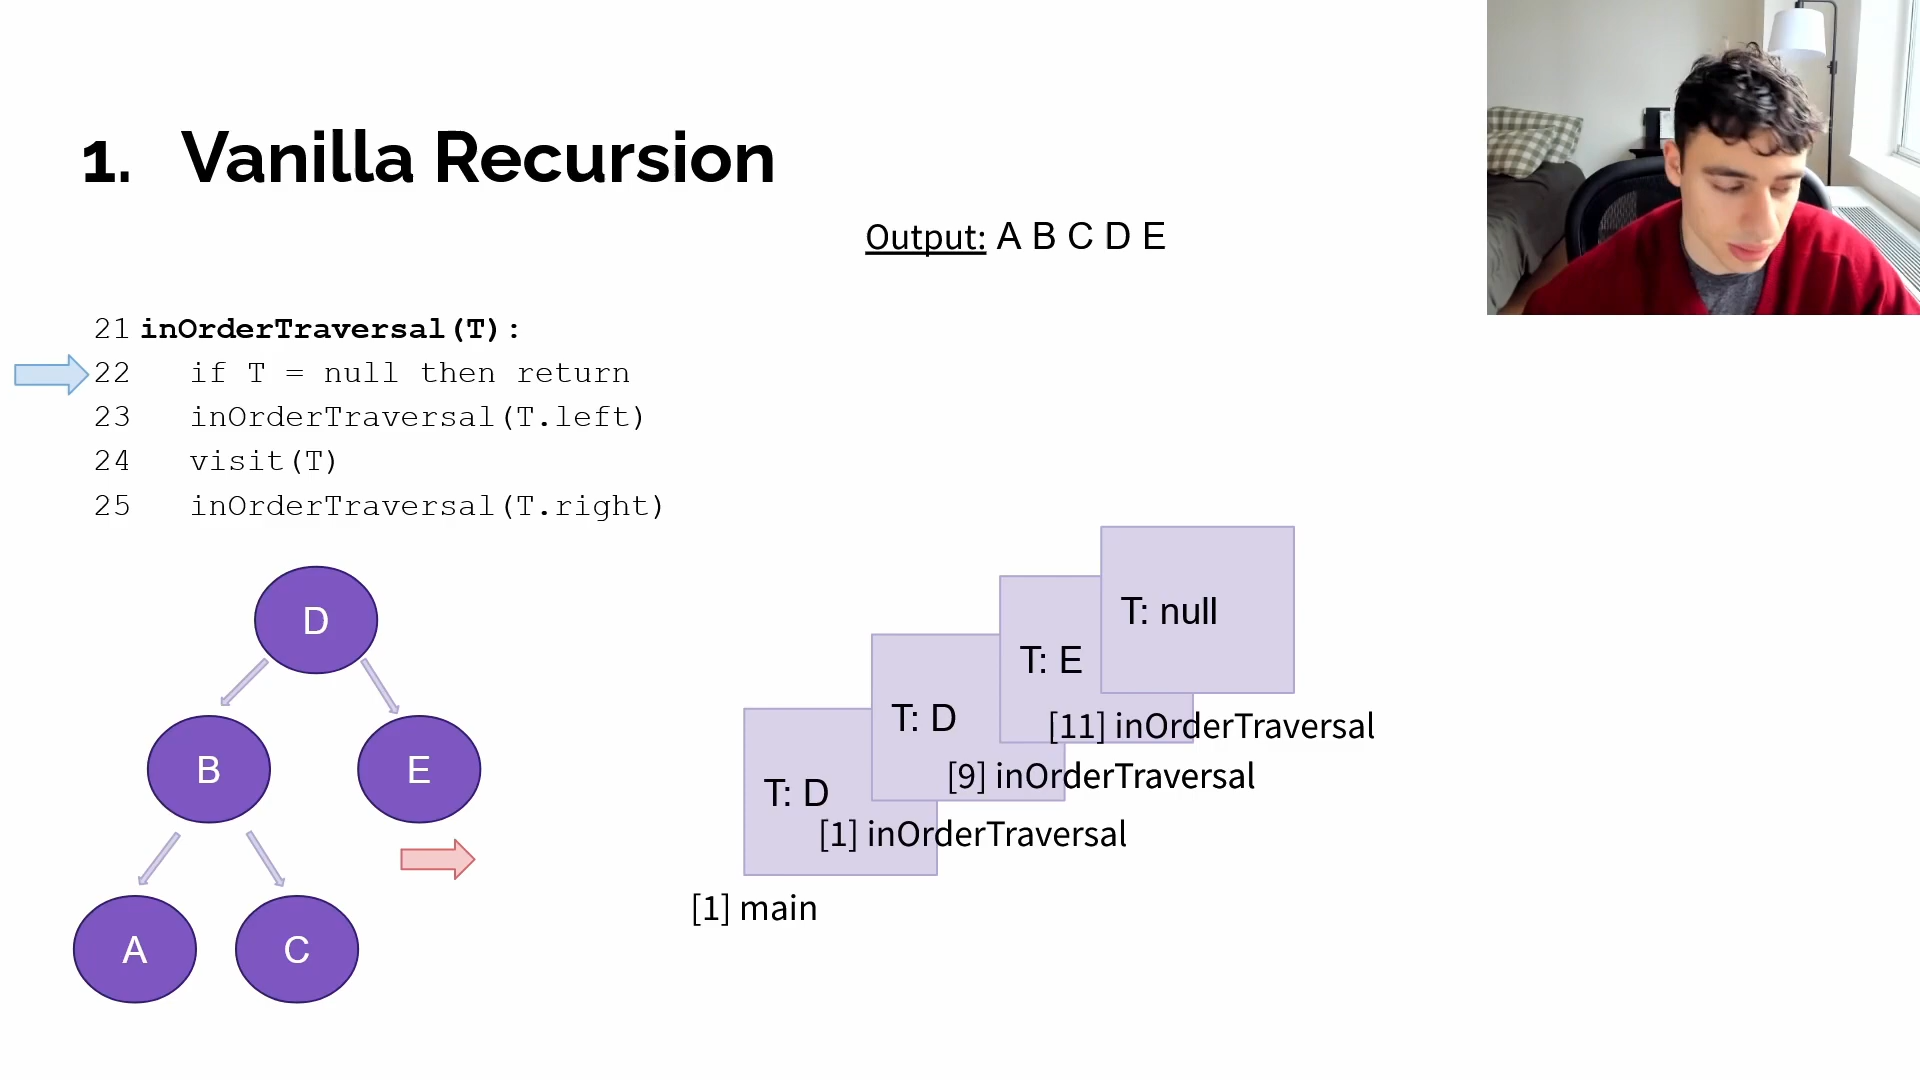 1. Vanilla Recursion
Output: A B C D E
21 inOrderTraversal(T):
22 if T = null then return
23 inOrderTraversal(T.left)
24 visit(T)
25 inOrderTraversal(T.right)
D
B
E
A
C
T: null
T: E
[11] inOrderTraversal
T: D
[9] inOrderTraversal
T: D
[1] inOrderTraversal
[1] main